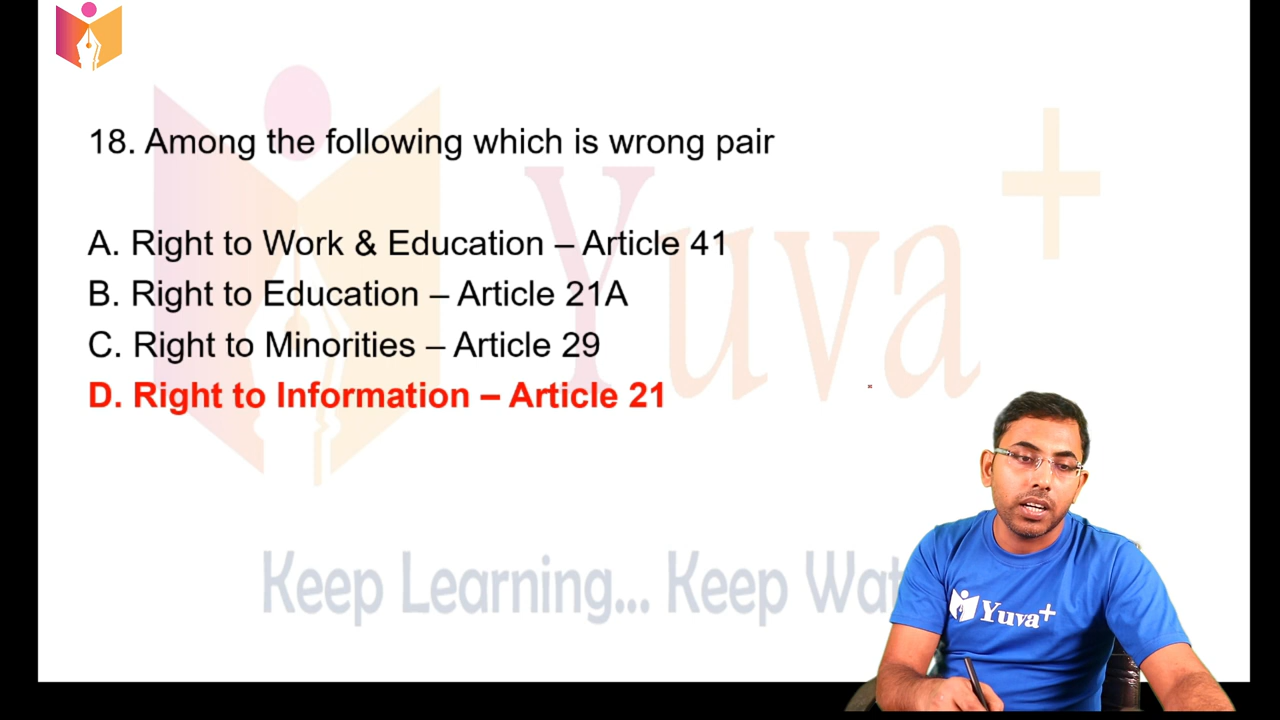 18. Among the following which is wrong pair
A. Right to Work & Education – Article 41
B. Right to Education – Article 21A
C. Right to Minorities – Article 29
D. Right to Information – Article 21
Yuva+
Keep Learning... Keep Wat
Yuva+